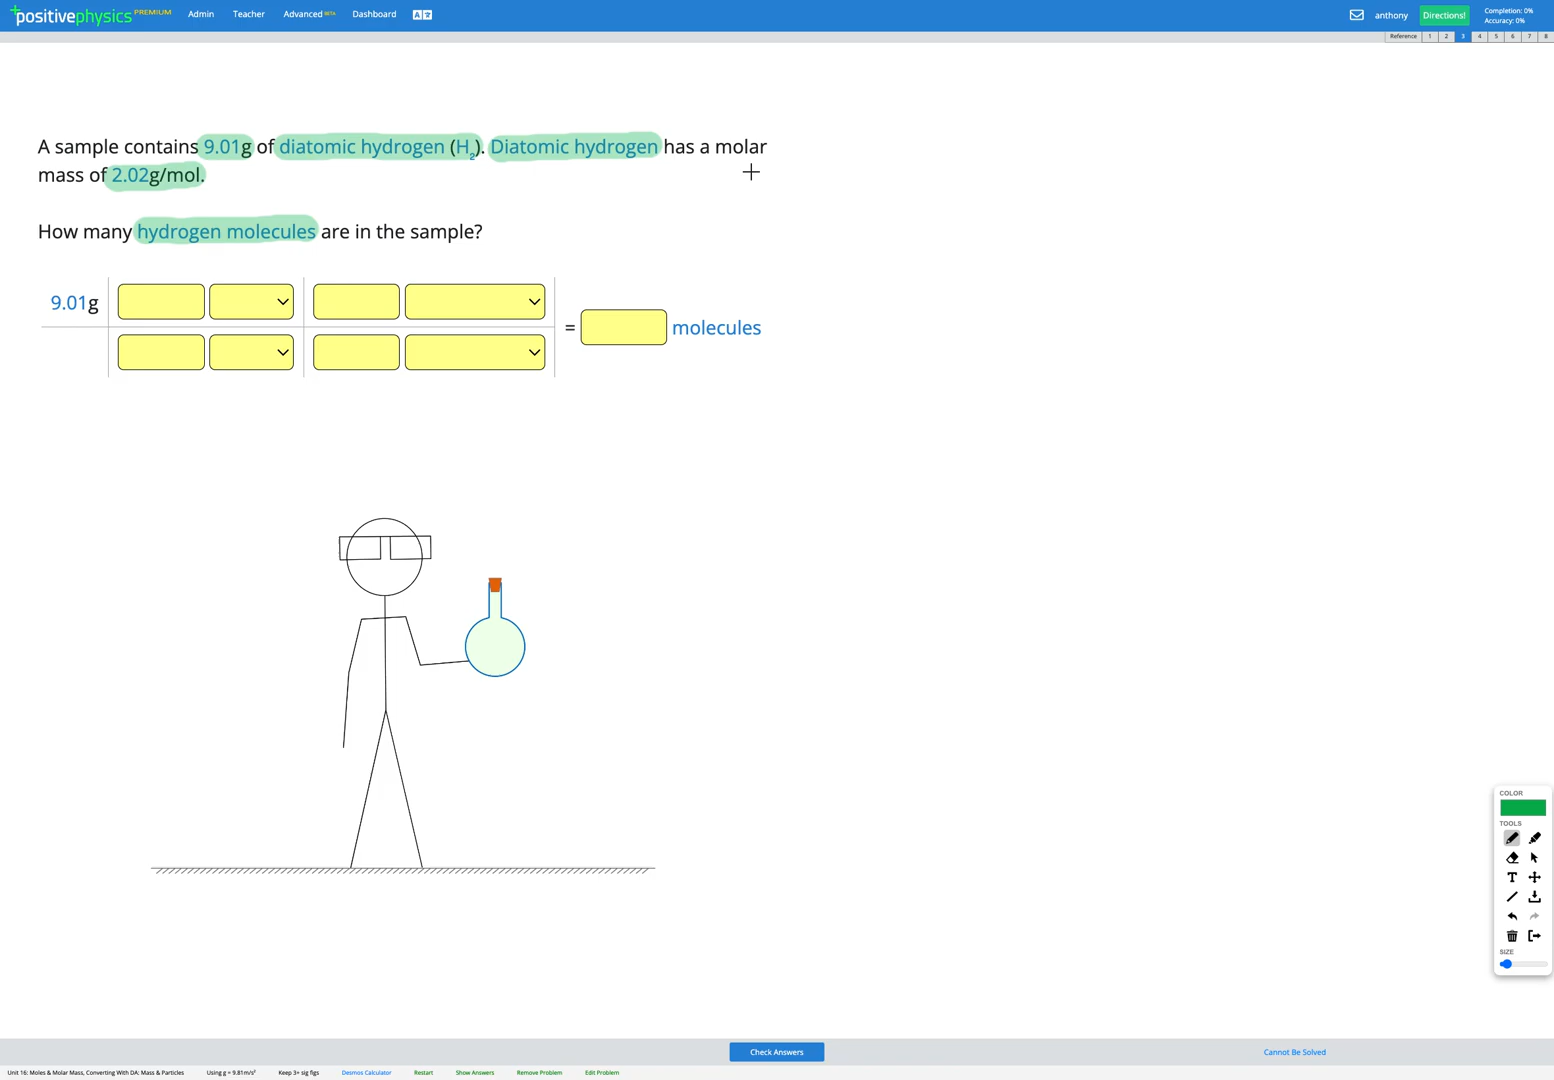 +positivephysics PREMIUM Admin Teacher Advanced BETA Dashboard A anthony Directions! Completion: 0%
Accuracy: 0%
Reference 1 2 3 4 5 6 7 8
A sample contains 9.01g of diatomic hydrogen (H₂). Diatomic hydrogen has a molar
mass of 2.02g/mol.
How many hydrogen molecules are in the sample?
9.01g
= molecules
COLOR
TOOLS
T
SIZE
Check Answers Cannot Be Solved
Unit 16: Moles & Molar Mass, Converting With DA: Mass & Particles Using g = 9.81m/s² Keep 3+ sig figs Desmos Calculator Restart Show Answers Remove Problem Edit Problem